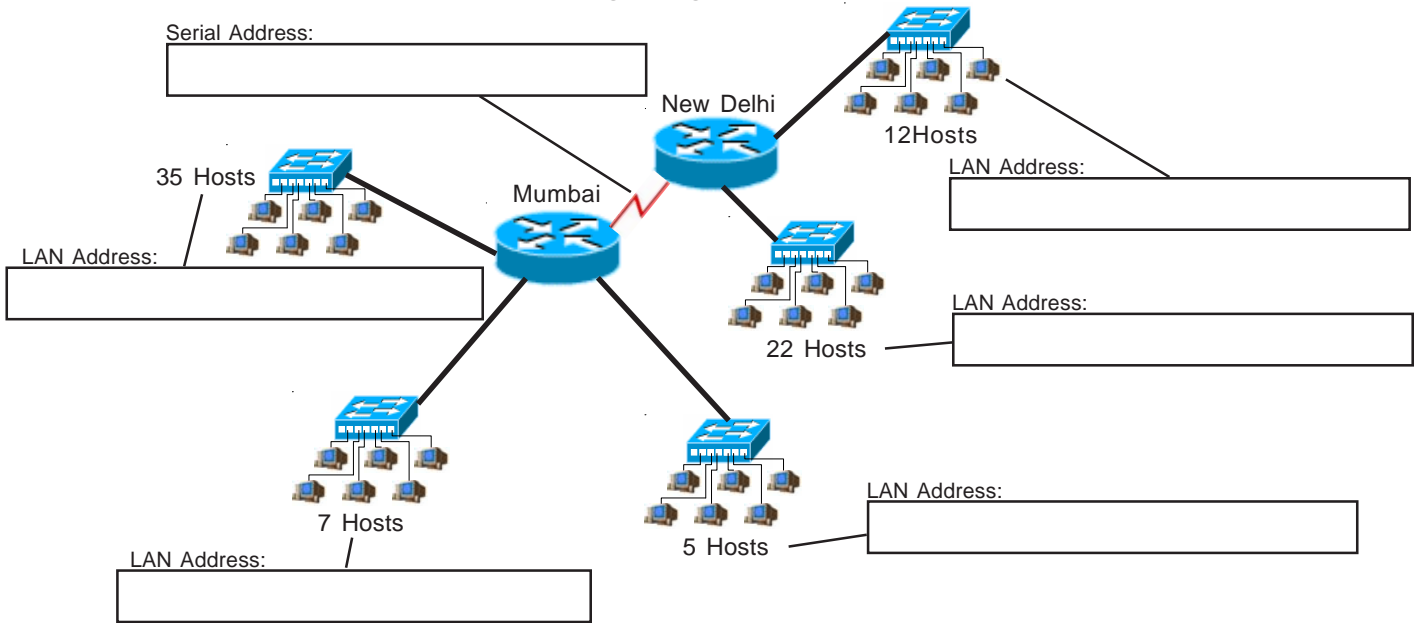 Serial Address:
New Delhi
12Hosts
LAN Address:
35 Hosts
Mumbai
LAN Address:
LAN Address:
22 Hosts
7 Hosts
LAN Address:
5 Hosts
LAN Address: